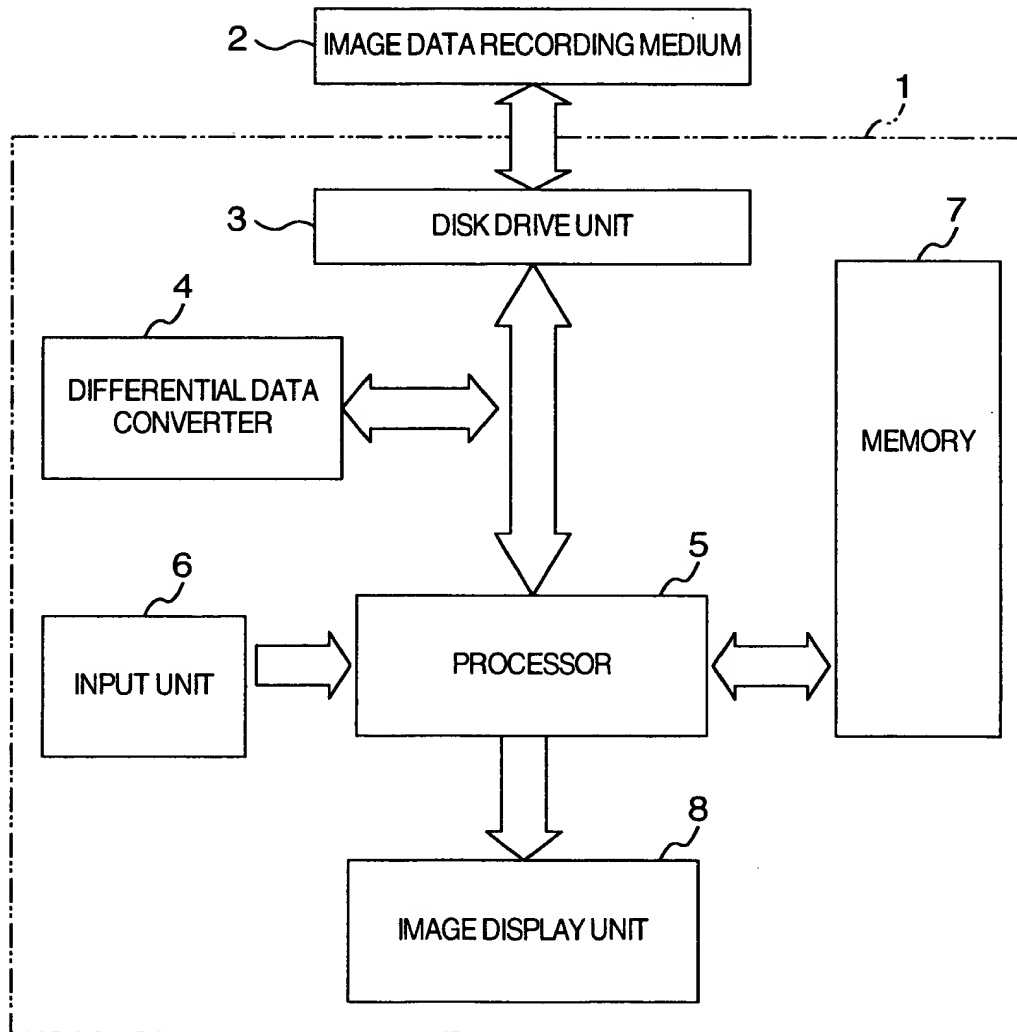 2
IMAGE DATA RECORDING MEDIUM
1
3
DISK DRIVE UNIT
7
4
DIFFERENTIAL DATA
CONVERTER
MEMORY
5
6
PROCESSOR
INPUT UNIT
8
IMAGE DISPLAY UNIT